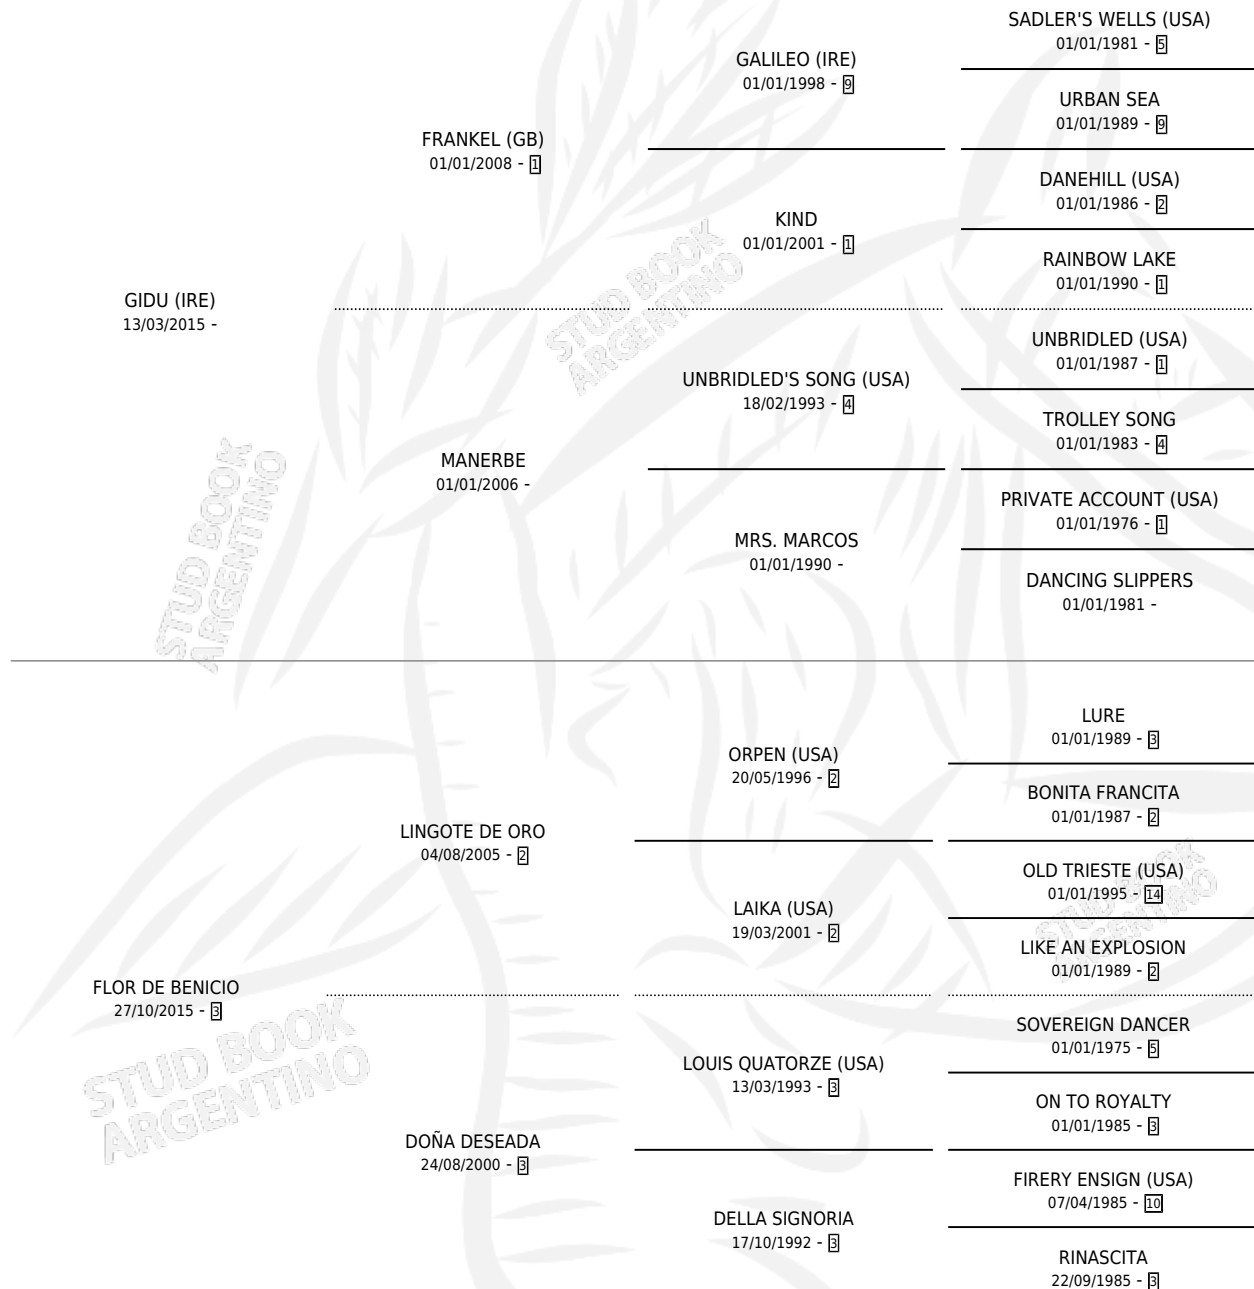 SADLER'S WELLS (USA)
01/01/1981 - 5
GALILEO (IRE)
01/01/1998 - 9
URBAN SEA
01/01/1989 - 9
FRANKEL (GB)
01/01/2008 - 1
DANEHILL (USA)
01/01/1986 - 2
KIND
01/01/2001 - 1
RAINBOW LAKE
01/01/1990 - 1
GIDU (IRE)
13/03/2015 -
UNBRIDLED (USA)
01/01/1987 - 1
UNBRIDLED'S SONG (USA)
18/02/1993 - 4
TROLLEY SONG
01/01/1983 - 4
MANERBE
01/01/2006 -
PRIVATE ACCOUNT (USA)
01/01/1976 - 1
MRS. MARCOS
01/01/1990 -
DANCING SLIPPERS
01/01/1981 -
LURE
01/01/1989 - 3
ORPEN (USA)
20/05/1996 - 2
BONITA FRANCITA
01/01/1987 - 2
LINGOTE DE ORO
04/08/2005 - 2
OLD TRIESTE (USA)
01/01/1995 - 14
LAIKA (USA)
19/03/2001 - 2
LIKE AN EXPLOSION
01/01/1989 - 2
FLOR DE BENICIO
27/10/2015 - 3
SOVEREIGN DANCER
01/01/1975 - 5
LOUIS QUATORZE (USA)
13/03/1993 - 3
ON TO ROYALTY
01/01/1985 - 3
DOÑA DESEADA
24/08/2000 - 3
FIRERY ENSIGN (USA)
07/04/1985 - 10
DELLA SIGNORIA
17/10/1992 - 3
RINASCITA
22/09/1985 - 3
STUD BOOK
ARGENTINO
STUD BOOK
ARGENTINO
STUD BOOK
ARGENTINO
STUD BOOK
ARGENTINO